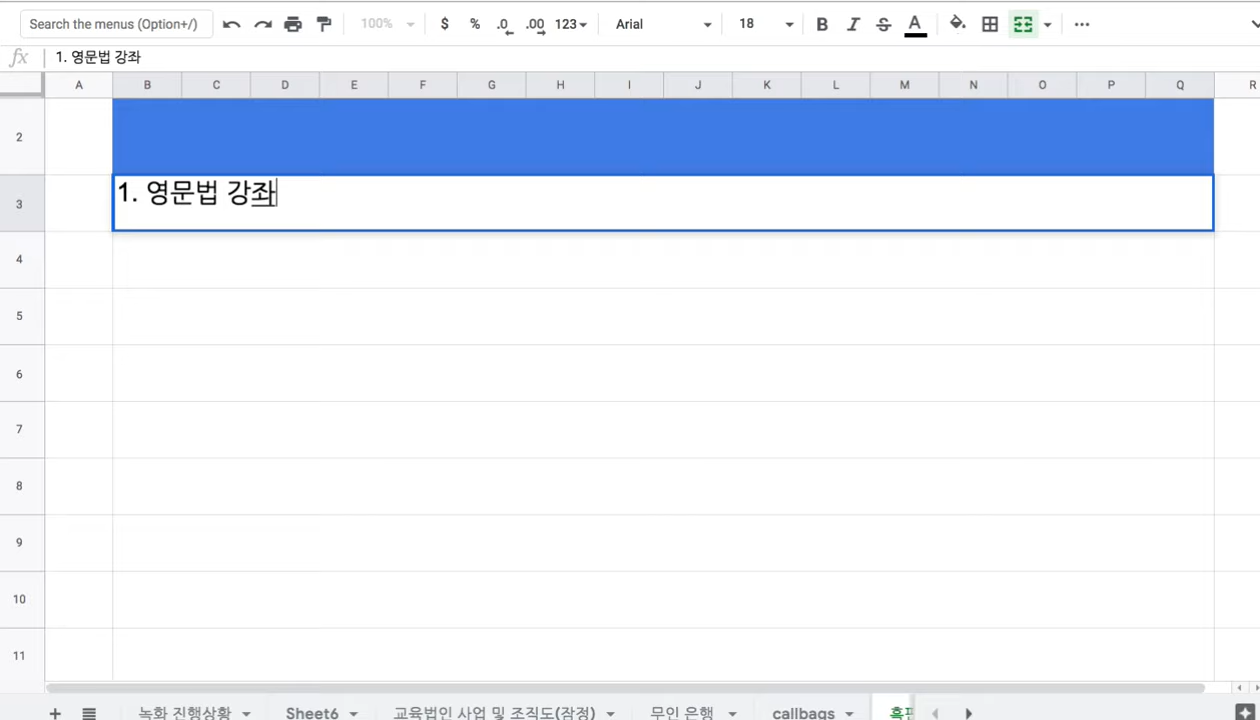 Search the menus (Option+/) 100% $ % .0 .00 123 Arial 18 B I S A
fx 1. 영문법 강좌
A B C D E F G H I J K L M N O P Q R
2
3 1. 영문법 강좌
4
5
6
7
8
9
10
11
+ 녹화 진행상황 Sheet6 교육법인 사업 및 조직도(잠정) 무인 은행 callbags